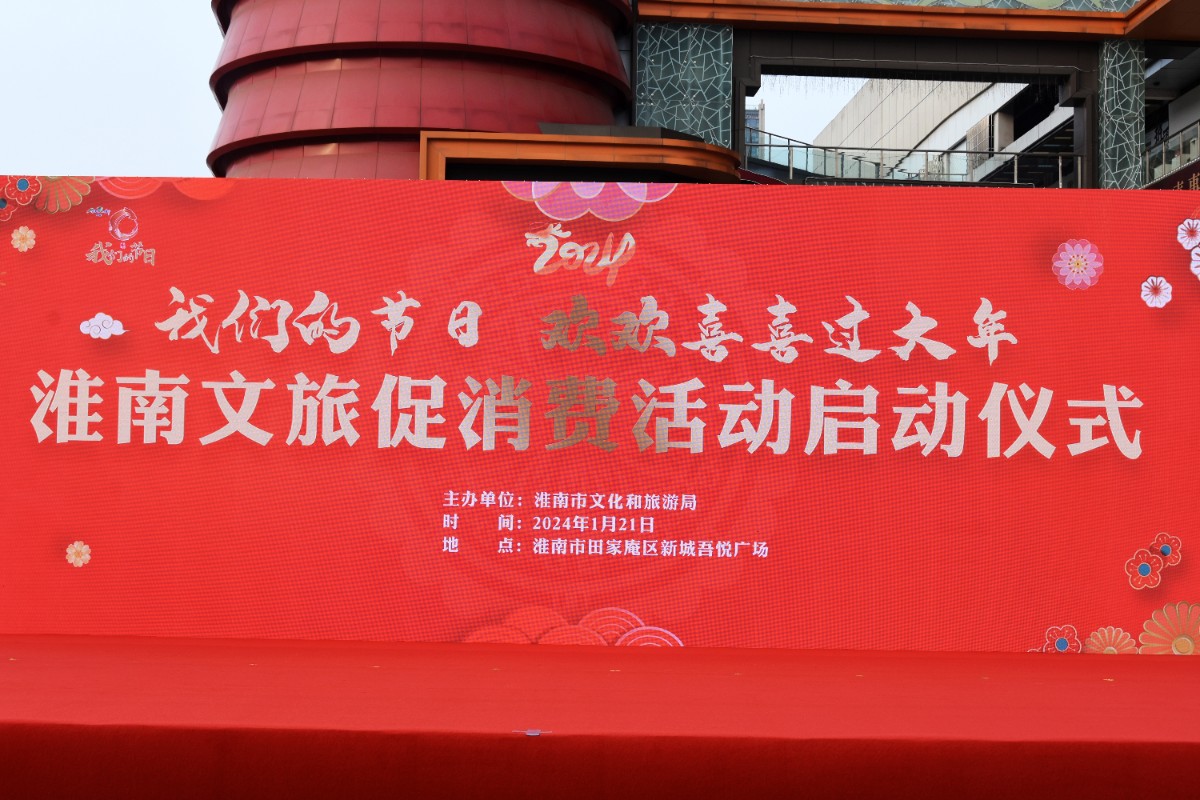 2024
我们的节日
我们的节日 欢欢喜喜过大年
淮南文旅促消费活动启动仪式
主办单位：淮南市文化和旅游局
时 间：2024年1月21日
地 点：淮南市田家庵区新城吾悦广场